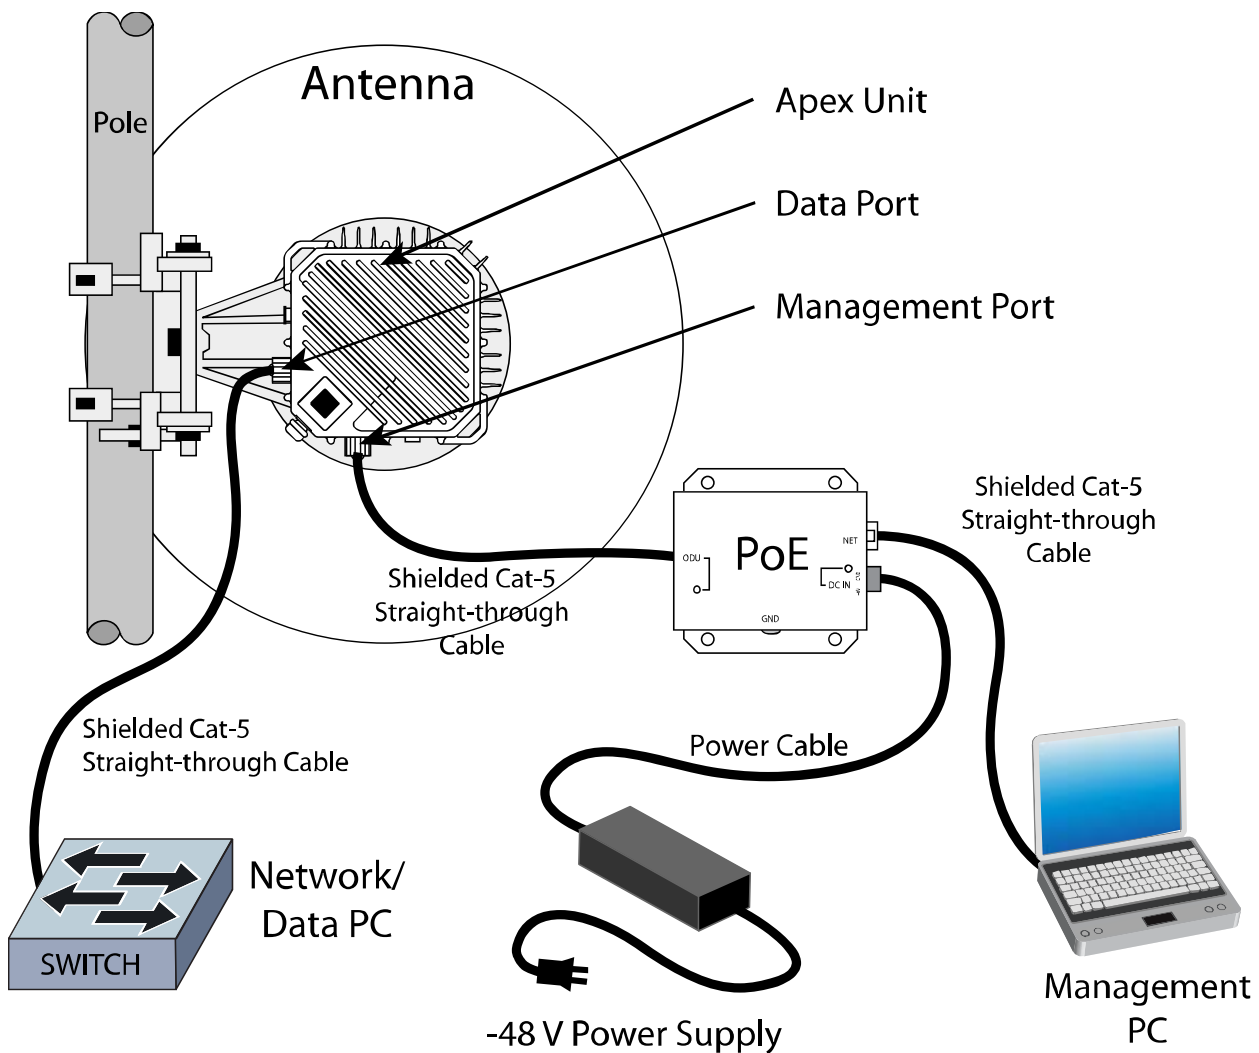 Antenna
Pole
Apex Unit
Data Port
Management Port
Shielded Cat-5
Straight-through
Cable
PoE
NET
ODU
DC IN
GND
Shielded Cat-5
Straight-through
Cable
Shielded Cat-5
Straight-through Cable
Power Cable
Network/
Data PC
SWITCH
-48 V Power Supply
Management
PC